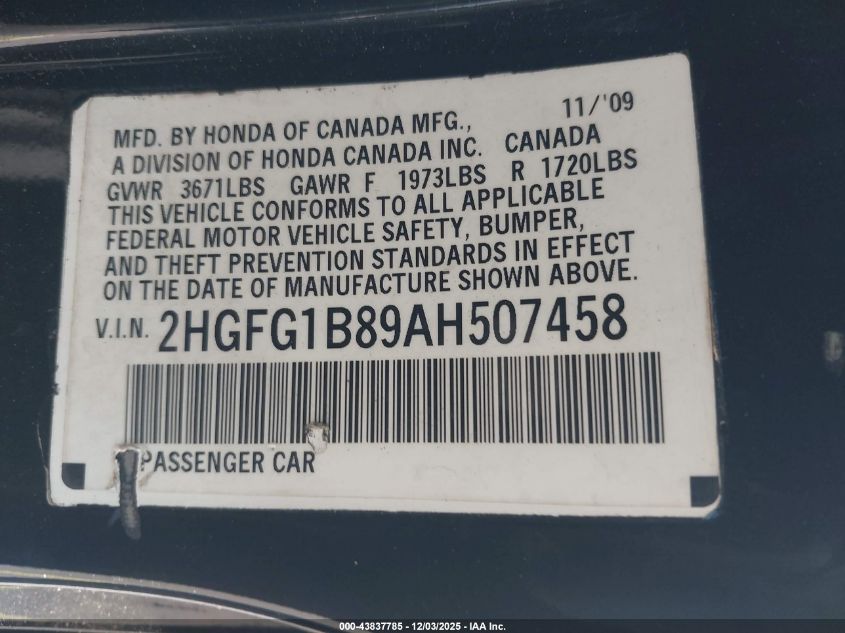 11/'09
MFD. BY HONDA OF CANADA MFG.,
A DIVISION OF HONDA CANADA INC. CANADA
GVWR 3671LBS GAWR F 1973LBS R 1720LBS
THIS VEHICLE CONFORMS TO ALL APPLICABLE
FEDERAL MOTOR VEHICLE SAFETY, BUMPER,
AND THEFT PREVENTION STANDARDS IN EFFECT
ON THE DATE OF MANUFACTURE SHOWN ABOVE.
V.I.N. 2HGFG1B89AH507458
PASSENGER CAR
000-43837785 - 12/03/2025 - IAA Inc.